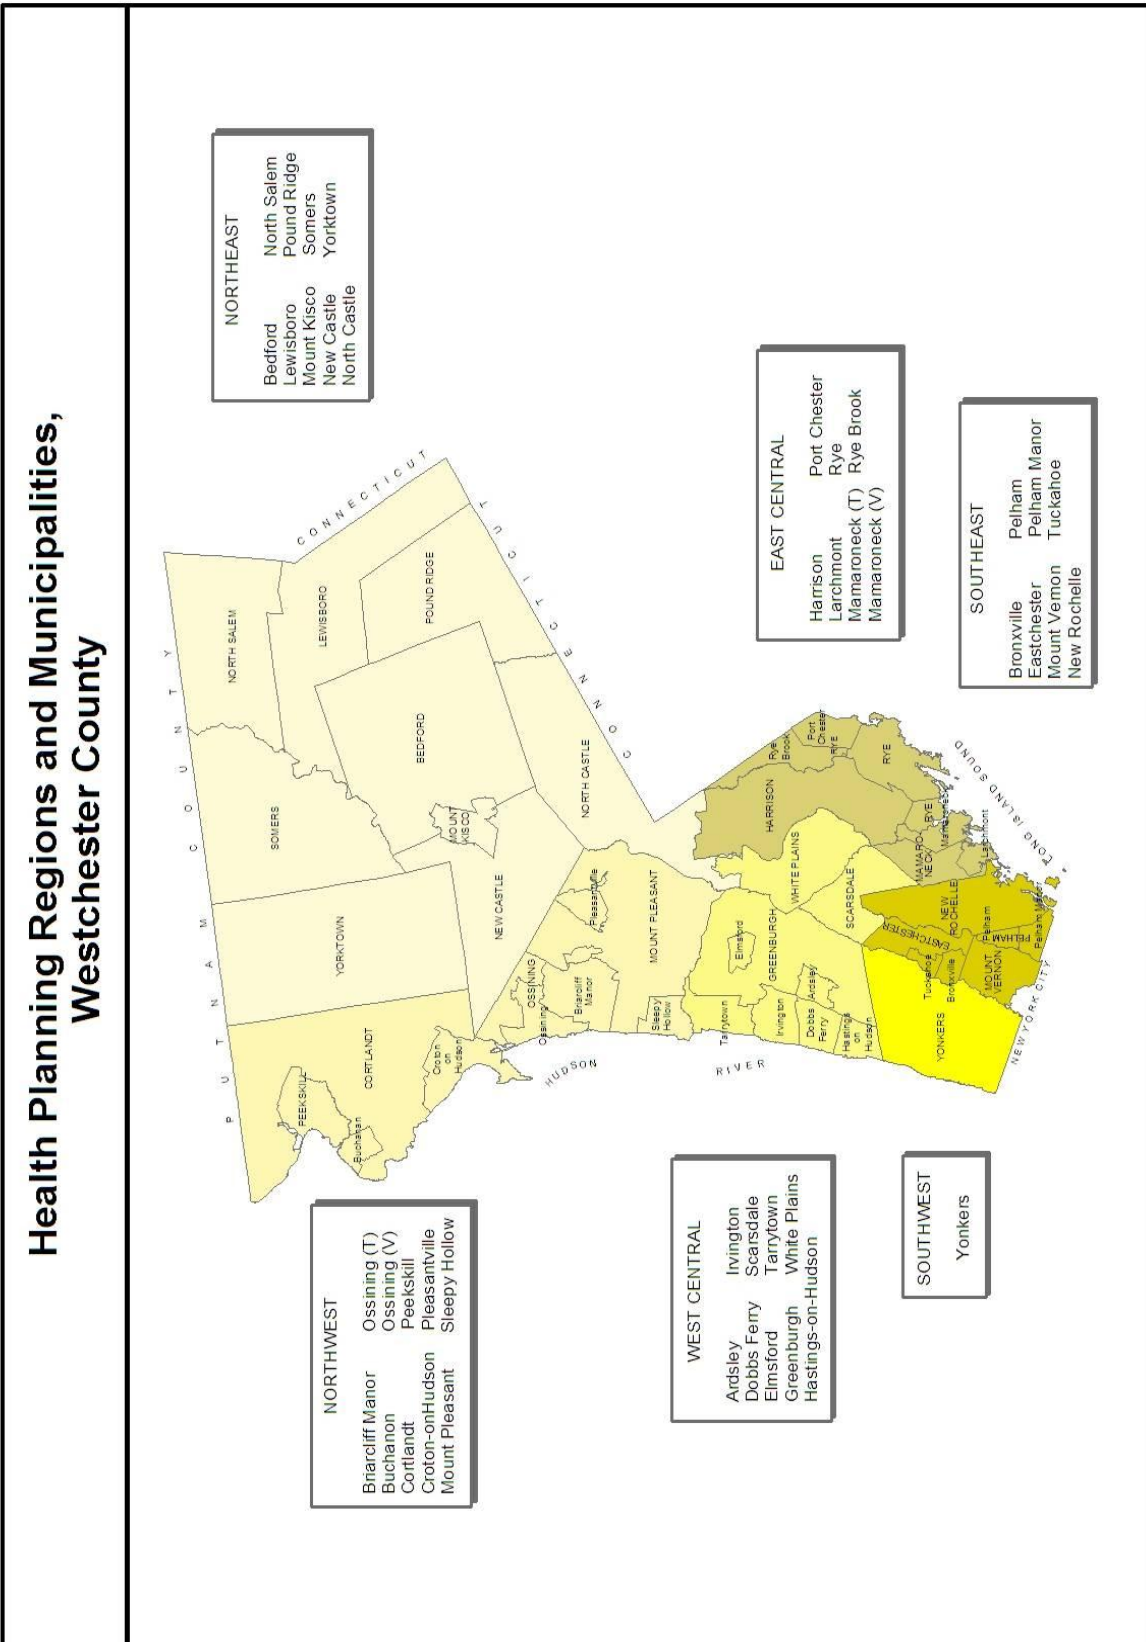 Health Planning Regions and Municipalities,
Westchester County
NORTHWEST
Briarcliff Manor Ossining (T)
Buchanon Ossining (V)
Cortlandt Peekskill
Croton-onHudson Pleasantville
Mount Pleasant Sleepy Hollow
WEST CENTRAL
Ardsley Irvington
Dobbs Ferry Scarsdale
Elmsford Tarrytown
Greenburgh White Plains
Hastings-on-Hudson
SOUTHWEST
Yonkers
NORTHEAST
Bedford North Salem
Lewisboro Pound Ridge
Mount Kisco Somers
New Castle Yorktown
North Castle
EAST CENTRAL
Harrison Port Chester
Larchmont Rye
Mamaroneck (T) Rye Brook
Mamaroneck (V)
SOUTHEAST
Bronxville Pelham
Eastchester Pelham Manor
Mount Vernon Tuckahoe
New Rochelle
PUTNAM COUNTY
CONNECTICUT
CONNECTICUT
HUDSON
RIVER
NEW YORK CITY
LONG ISLAND SOUND
NORTH SALEM
SOMERS
YORKTOWN
LEWISBORO
PEEKSKILL
CORTLANDT
Buchanan
Croton
on
Hudson
POUND RIDGE
BEDFORD
MOUNT
KISCO
NEW CASTLE
NORTH CASTLE
OSSINING
Ossining
Briarcliff
Manor
Pleasantville
MOUNT PLEASANT
Sleepy
Hollow
Tarrytown
Elmsford
GREENBURGH
Irvington
Ardsley
Dobbs
Ferry
Hastings
on
Hudson
WHITE PLAINS
SCARSDALE
HARRISON
Rye
Brook
Port
Chester
RYE
RYE
RYE
MAMARO-
NECK
Mamaroneck
Larchmont
NEW
ROCHELLE
EASTCHESTER
Tuckahoe
Bronxville
YONKERS
MOUNT
VERNON
Pelham
PELHAM
Pelham Manor